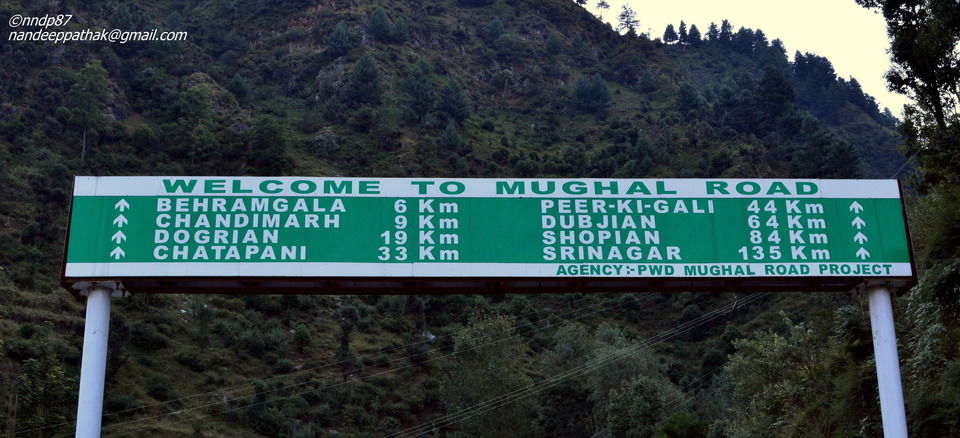 ©nndp87
nandeeppathak@gmail.com
WELCOME TO MUGHAL ROAD
BEHRAMGALA 6 Km
CHANDIMARH 9 Km
DOGRIAN 19 Km
CHATAPANI 33 Km
PEER-KI-GALI 44 Km
DUBJIAN 64 Km
SHOPIAN 84 Km
SRINAGAR 135 Km
AGENCY:-PWD MUGHAL ROAD PROJECT